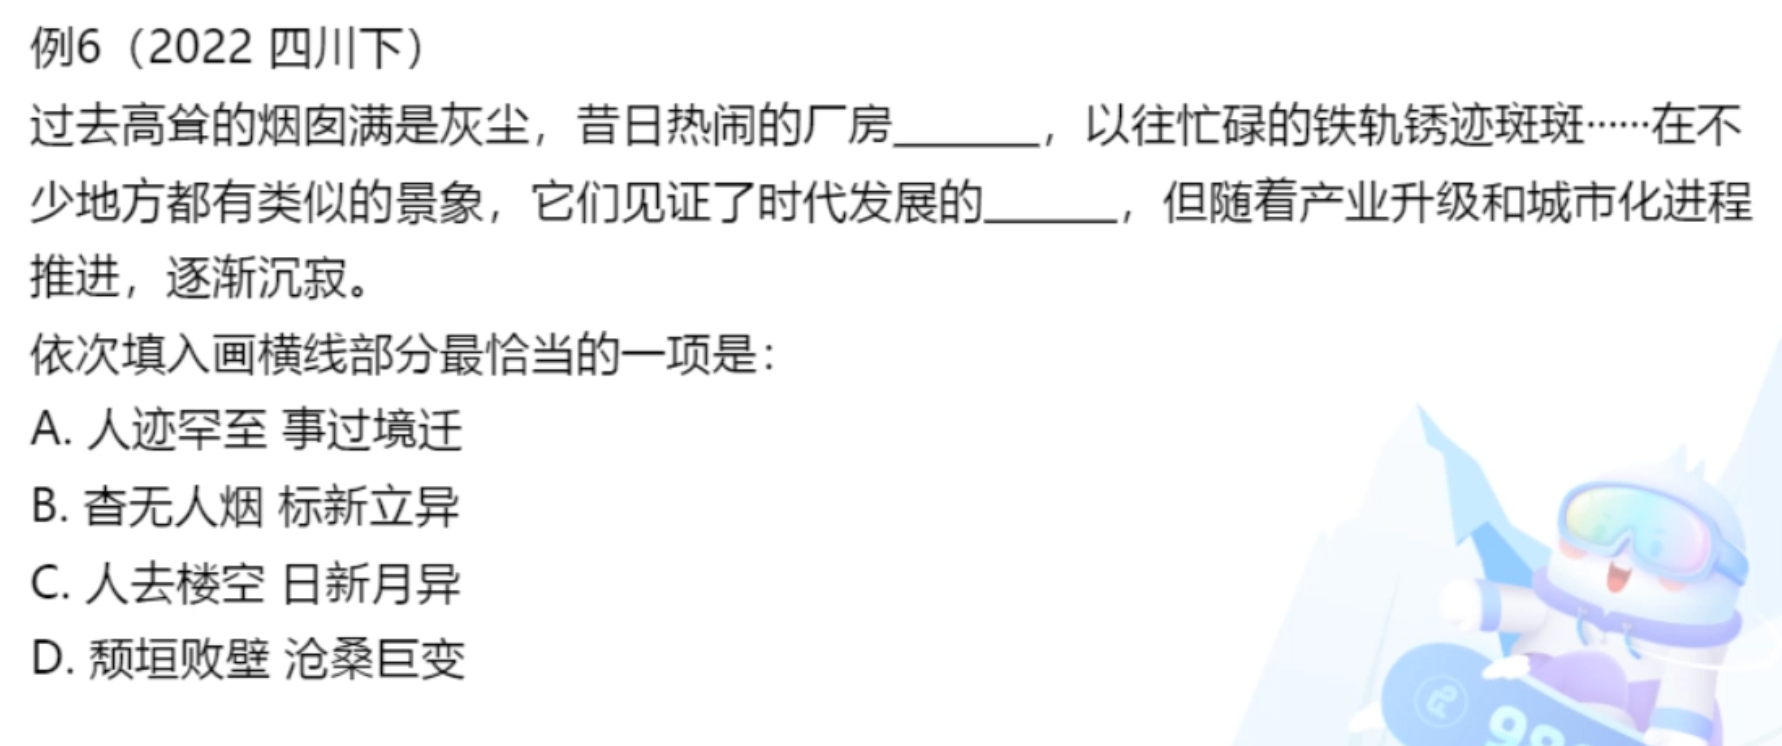 例6（2022 四川下）
过去高耸的烟囱满是灰尘，昔日热闹的厂房______，以往忙碌的铁轨锈迹斑斑……在不
少地方都有类似的景象，它们见证了时代发展的______，但随着产业升级和城市化进程
推进，逐渐沉寂。
依次填入画横线部分最恰当的一项是：
A. 人迹罕至 事过境迁
B. 杳无人烟 标新立异
C. 人去楼空 日新月异
D. 颓垣败壁 沧桑巨变